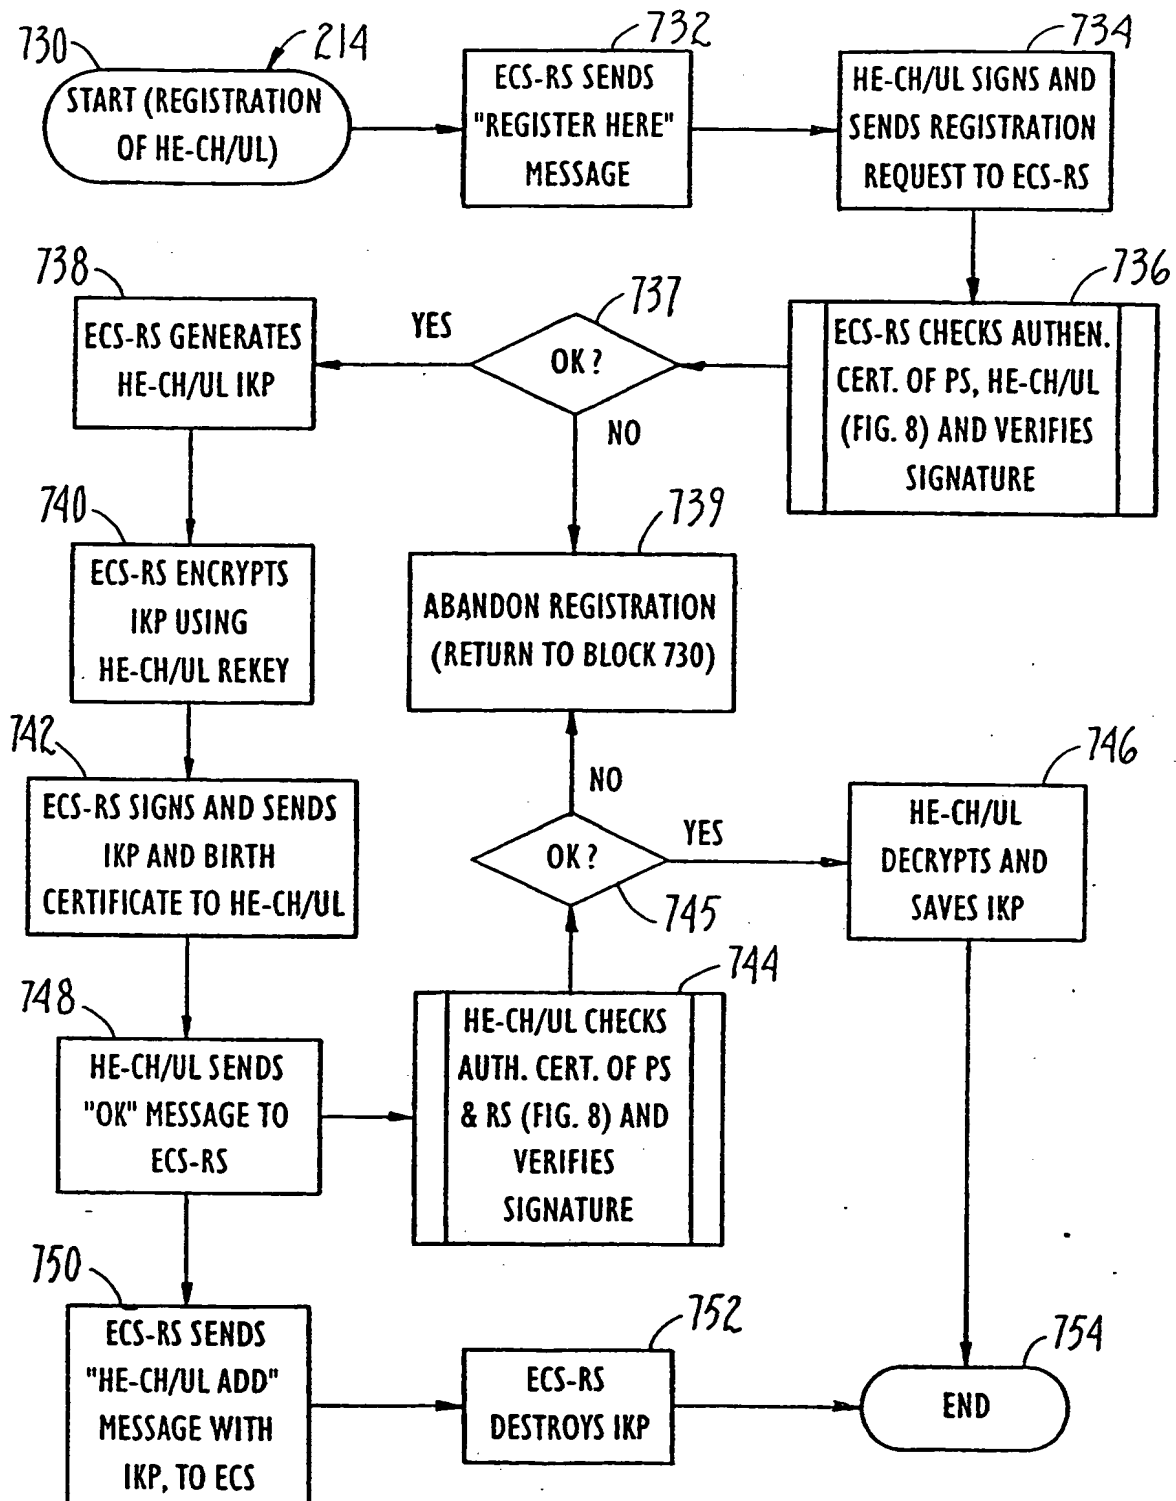 730
214
START (REGISTRATION
OF HE-CH/UL)
732
ECS-RS SENDS
"REGISTER HERE"
MESSAGE
734
HE-CH/UL SIGNS AND
SENDS REGISTRATION
REQUEST TO ECS-RS
736
ECS-RS CHECKS AUTHEN.
CERT. OF PS, HE-CH/UL
(FIG. 8) AND VERIFIES
SIGNATURE
737
OK?
YES
NO
738
ECS-RS GENERATES
HE-CH/UL IKP
739
ABANDON REGISTRATION
(RETURN TO BLOCK 730)
740
ECS-RS ENCRYPTS
IKP USING
HE-CH/UL REKEY
742
ECS-RS SIGNS AND SENDS
IKP AND BIRTH
CERTIFICATE TO HE-CH/UL
748
HE-CH/UL SENDS
"OK" MESSAGE TO
ECS-RS
744
HE-CH/UL CHECKS
AUTH. CERT. OF PS
& RS (FIG. 8) AND
VERIFIES
SIGNATURE
NO
OK?
745
YES
746
HE-CH/UL
DECRYPTS AND
SAVES IKP
750
ECS-RS SENDS
"HE-CH/UL ADD"
MESSAGE WITH
IKP, TO ECS
752
ECS-RS
DESTROYS IKP
754
END